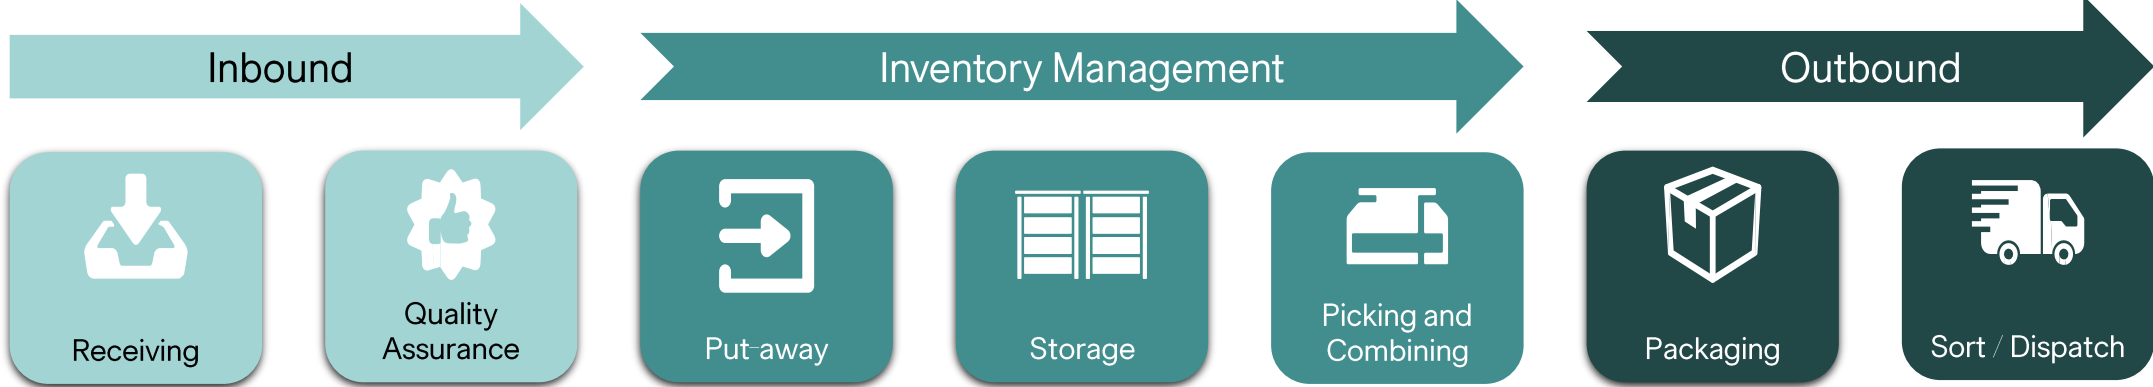 Inbound
Inventory Management
Outbound
Receiving
Quality
Assurance
Put-away
Storage
Picking and
Combining
Packaging
Sort / Dispatch